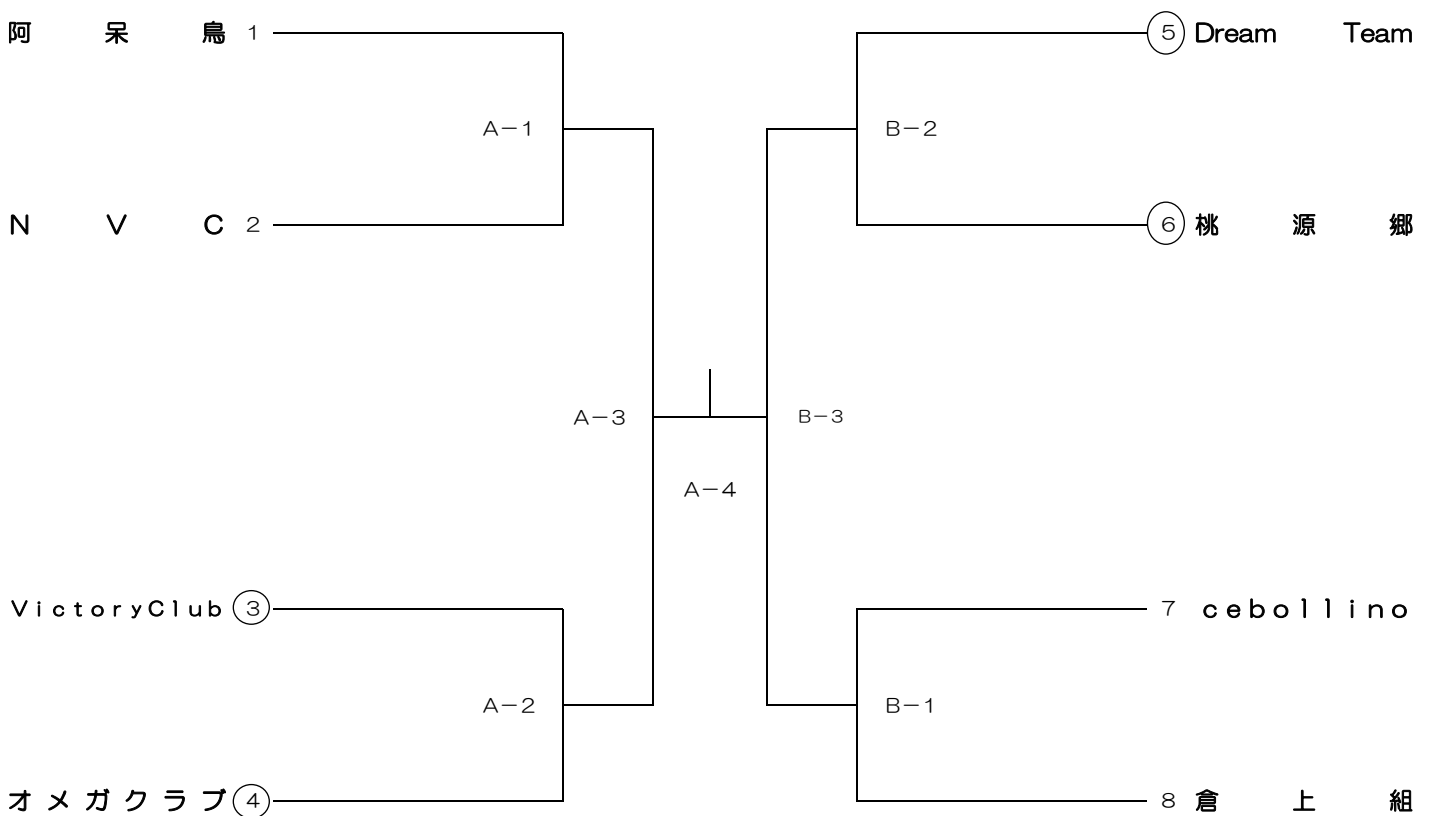 阿呆鳥 1
⑤ Dream Team
A－1
B－2
NVC 2
⑥ 桃源郷
A－3
B－3
A－4
VictoryClub ③
7 cebollino
A－2
B－1
オメガクラブ ④
8 倉上組